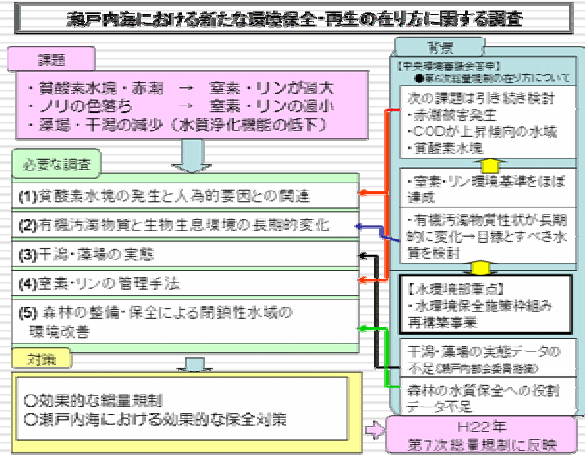 瀬戸内海における新たな環境保全・再生の在り方に関する調査
課題
・貧酸素水塊・赤潮 → 窒素・リンが過大
・ノリの色落ち → 窒素・リンの過小
・藻場・干潟の減少（水質浄化機能の低下）
必要な調査
(1)貧酸素水塊の発生と人為的要因との関連
(2)有機汚濁物質と生物生息環境の長期的変化
(3)干潟・藻場の実態
(4)窒素・リンの管理手法
(5) 森林の整備・保全による閉鎖性水域の
環境改善
対策
○効果的な総量規制
○瀬戸内海における効果的な保全対策
背景
【中央環境審議会答申】
●第6次総量規制の在り方について
次の課題は引き続き検討
・赤潮被害発生
・CODが上昇傾向の水域
・貧酸素水塊
・窒素・リン環境基準をほぼ
達成
・有機汚濁物質性状が長期
的に変化→目標とすべき水
質を検討
【水環境部重点】
・水環境保全施策枠組み
再構築事業
干潟・藻場の実態データの
不足(瀬戸内部会委員指摘)
森林の水質保全への役割
データ不足
H22年
第7次総量規制に反映